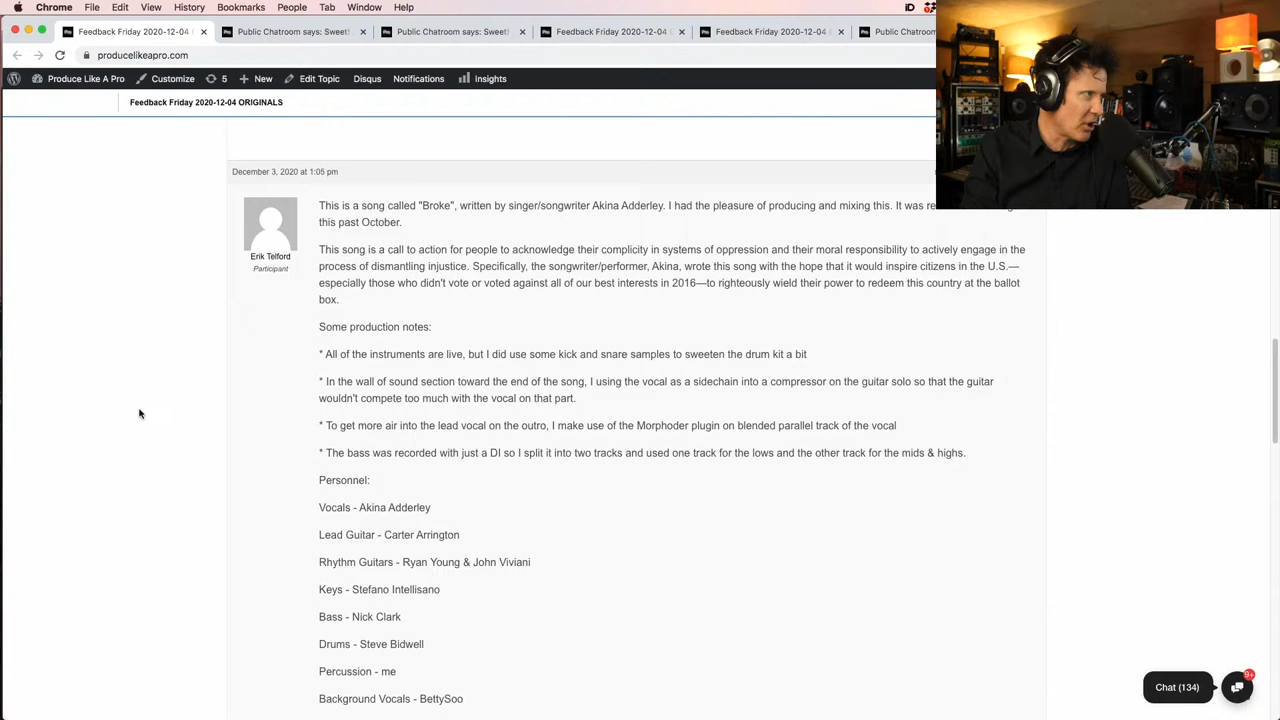 Chrome File Edit View History Bookmarks People Tab Window Help iD
Feedback Friday 2020-12-04 Public Chatroom says: Sweet! Public Chatroom says: Sweet! Feedback Friday 2020-12-04 Feedback Friday 2020-12-04 Public Chatroom
producelikeapro.com
Produce Like A Pro Customize 5 New Edit Topic Disqus Notifications Insights
Feedback Friday 2020-12-04 ORIGINALS
December 3, 2020 at 1:05 pm
This is a song called "Broke", written by singer/songwriter Akina Adderley. I had the pleasure of producing and mixing this. It was re
this past October.
Erik Telford
Participant
This song is a call to action for people to acknowledge their complicity in systems of oppression and their moral responsibility to actively engage in the
process of dismantling injustice. Specifically, the songwriter/performer, Akina, wrote this song with the hope that it would inspire citizens in the U.S.—
especially those who didn't vote or voted against all of our best interests in 2016—to righteously wield their power to redeem this country at the ballot
box.
Some production notes:
* All of the instruments are live, but I did use some kick and snare samples to sweeten the drum kit a bit
* In the wall of sound section toward the end of the song, I using the vocal as a sidechain into a compressor on the guitar solo so that the guitar
wouldn't compete too much with the vocal on that part.
* To get more air into the lead vocal on the outro, I make use of the Morphoder plugin on blended parallel track of the vocal
* The bass was recorded with just a DI so I split it into two tracks and used one track for the lows and the other track for the mids & highs.
Personnel:
Vocals - Akina Adderley
Lead Guitar - Carter Arrington
Rhythm Guitars - Ryan Young & John Viviani
Keys - Stefano Intellisano
Bass - Nick Clark
Drums - Steve Bidwell
Percussion - me
Background Vocals - BettySoo
Chat (134)
9+